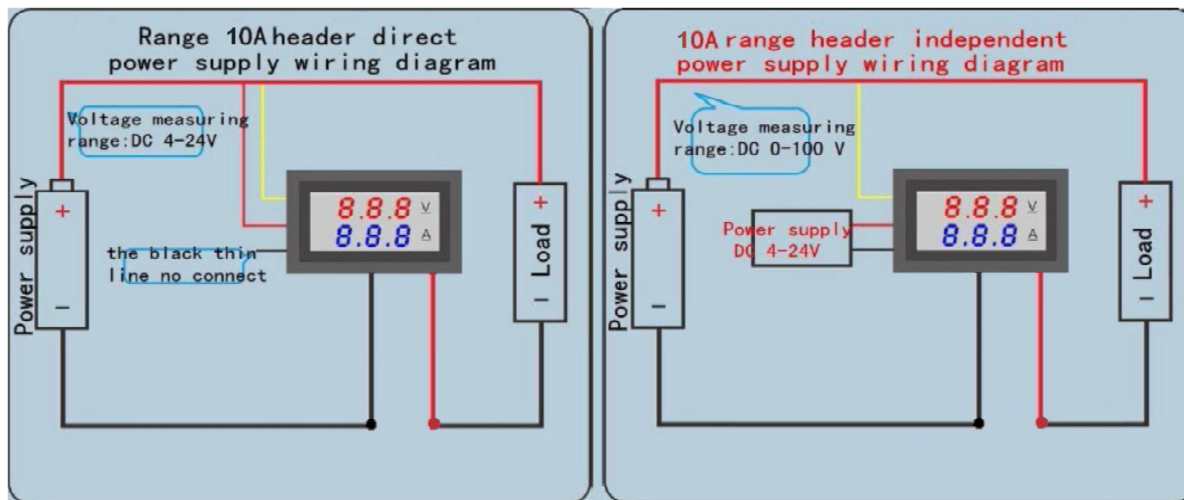 Range 10A header direct
power supply wiring diagram
Voltage measuring
range:DC 4-24V
Power supply
+
-
8.8.8 V
8.8.8 A
the black thin
line no connect
+
Load
-
10A range header independent
power supply wiring diagram
Voltage measuring
range:DC 0-100 V
Power supply
+
-
8.8.8 V
8.8.8 A
Power supply
DC 4-24V
+
Load
-